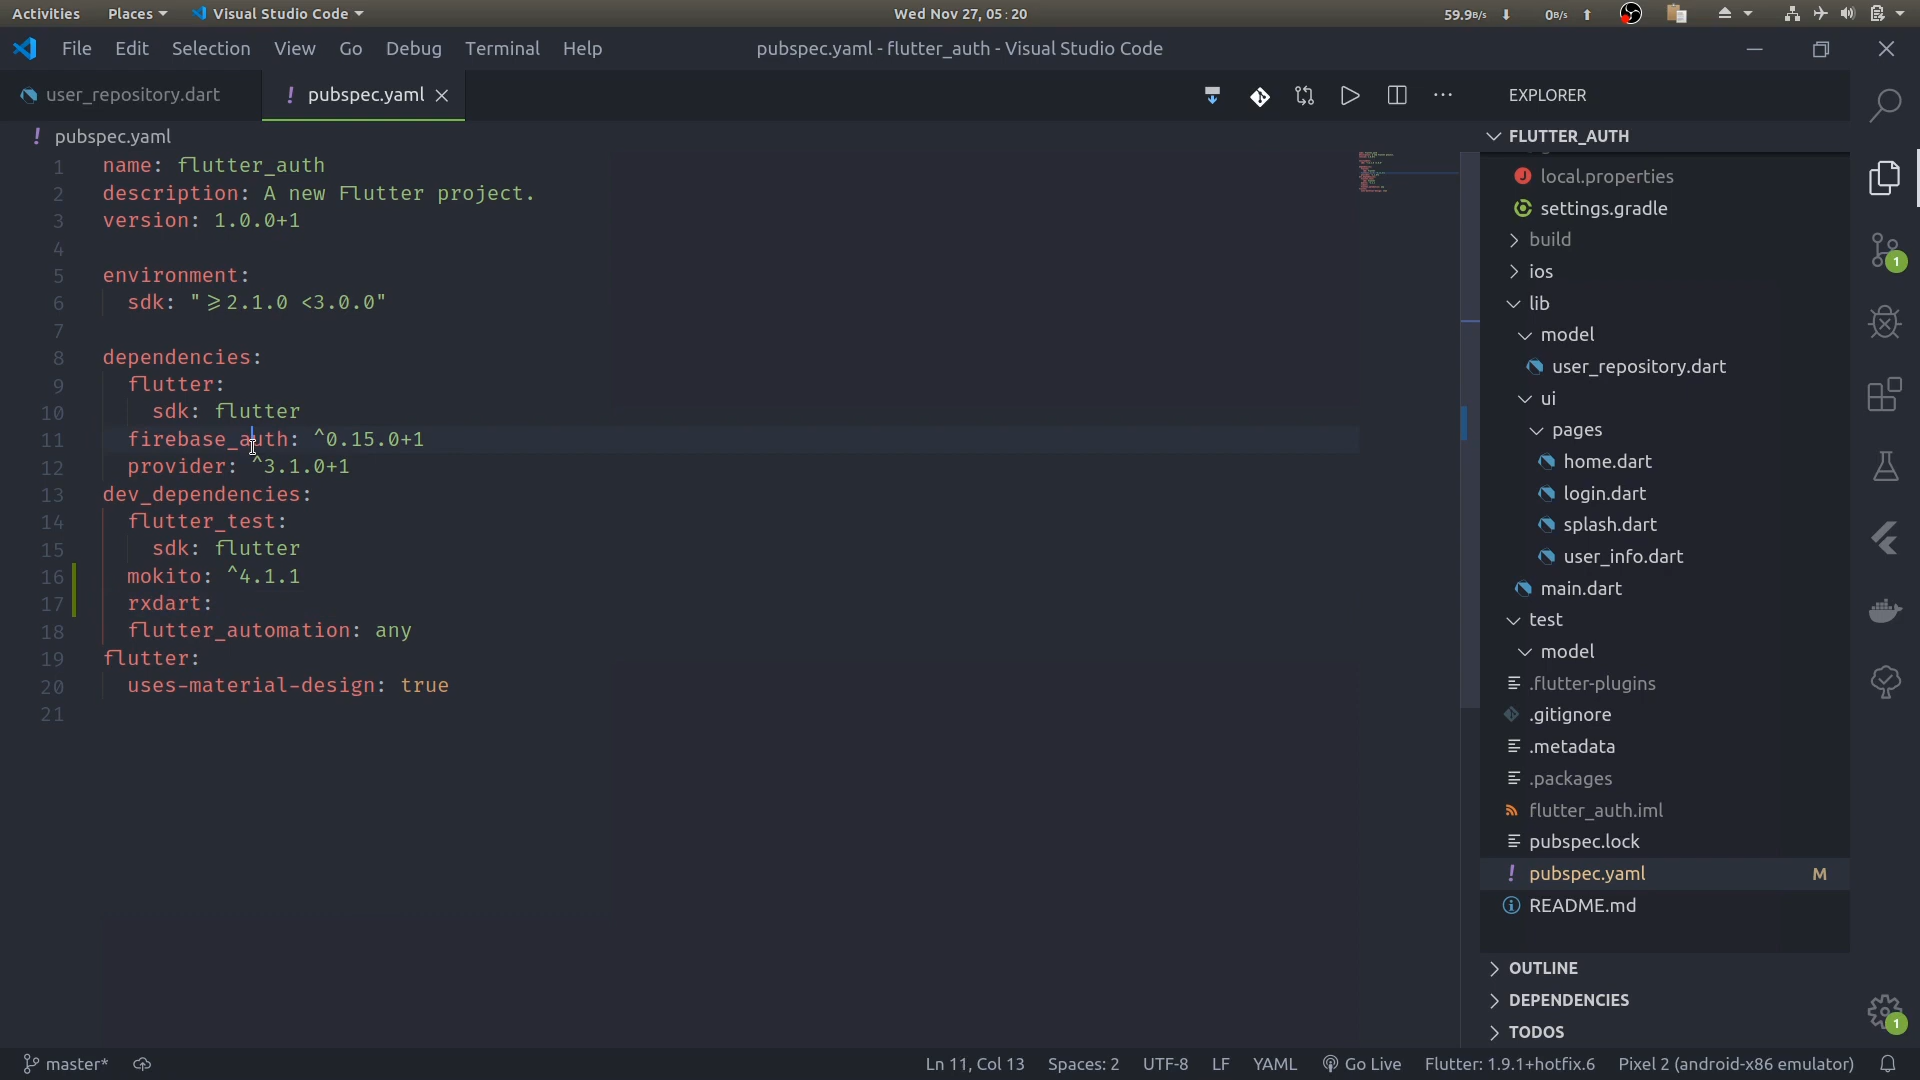 Activities Places Visual Studio Code Wed Nov 27, 05:20 59.9B/s 0B/s
File Edit Selection View Go Debug Terminal Help pubspec.yaml - flutter_auth - Visual Studio Code
user_repository.dart ! pubspec.yaml EXPLORER
! pubspec.yaml
1 name: flutter_auth
2 description: A new Flutter project.
3 version: 1.0.0+1
4
5 environment:
6 sdk: "≥2.1.0 <3.0.0"
7
8 dependencies:
9 flutter:
10 sdk: flutter
11 firebase_auth: ^0.15.0+1
12 provider: ^3.1.0+1
13 dev_dependencies:
14 flutter_test:
15 sdk: flutter
16 mokito: ^4.1.1
17 rxdart:
18 flutter_automation: any
19 flutter:
20 uses-material-design: true
21
FLUTTER_AUTH
local.properties
settings.gradle
build
ios
lib
model
user_repository.dart
ui
pages
home.dart
login.dart
splash.dart
user_info.dart
main.dart
test
model
.flutter-plugins
.gitignore
.metadata
.packages
flutter_auth.iml
pubspec.lock
! pubspec.yaml M
README.md
OUTLINE
DEPENDENCIES
TODOS
1
1
master* Ln 11, Col 13 Spaces: 2 UTF-8 LF YAML Go Live Flutter: 1.9.1+hotfix.6 Pixel 2 (android-x86 emulator)